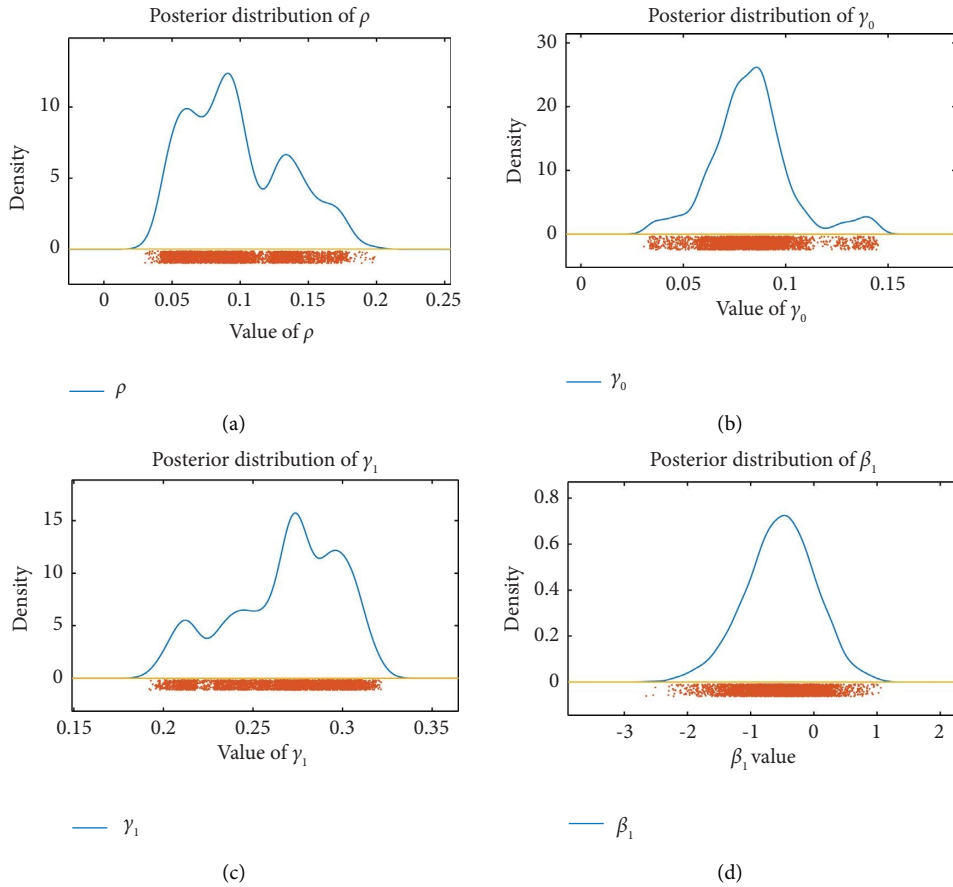 Posterior distribution of ρ
Density
10
5
0
0 0.05 0.1 0.15 0.2 0.25
Value of ρ
ρ
(a)
Posterior distribution of γ₀
Density
30
20
10
0
0 0.05 0.1 0.15
Value of γ₀
γ₀
(b)
Posterior distribution of γ₁
Density
15
10
5
0
0.15 0.2 0.25 0.3 0.35
Value of γ₁
γ₁
(c)
Posterior distribution of β₁
Density
0.8
0.6
0.4
0.2
0
-3 -2 -1 0 1 2
β₁ value
β₁
(d)